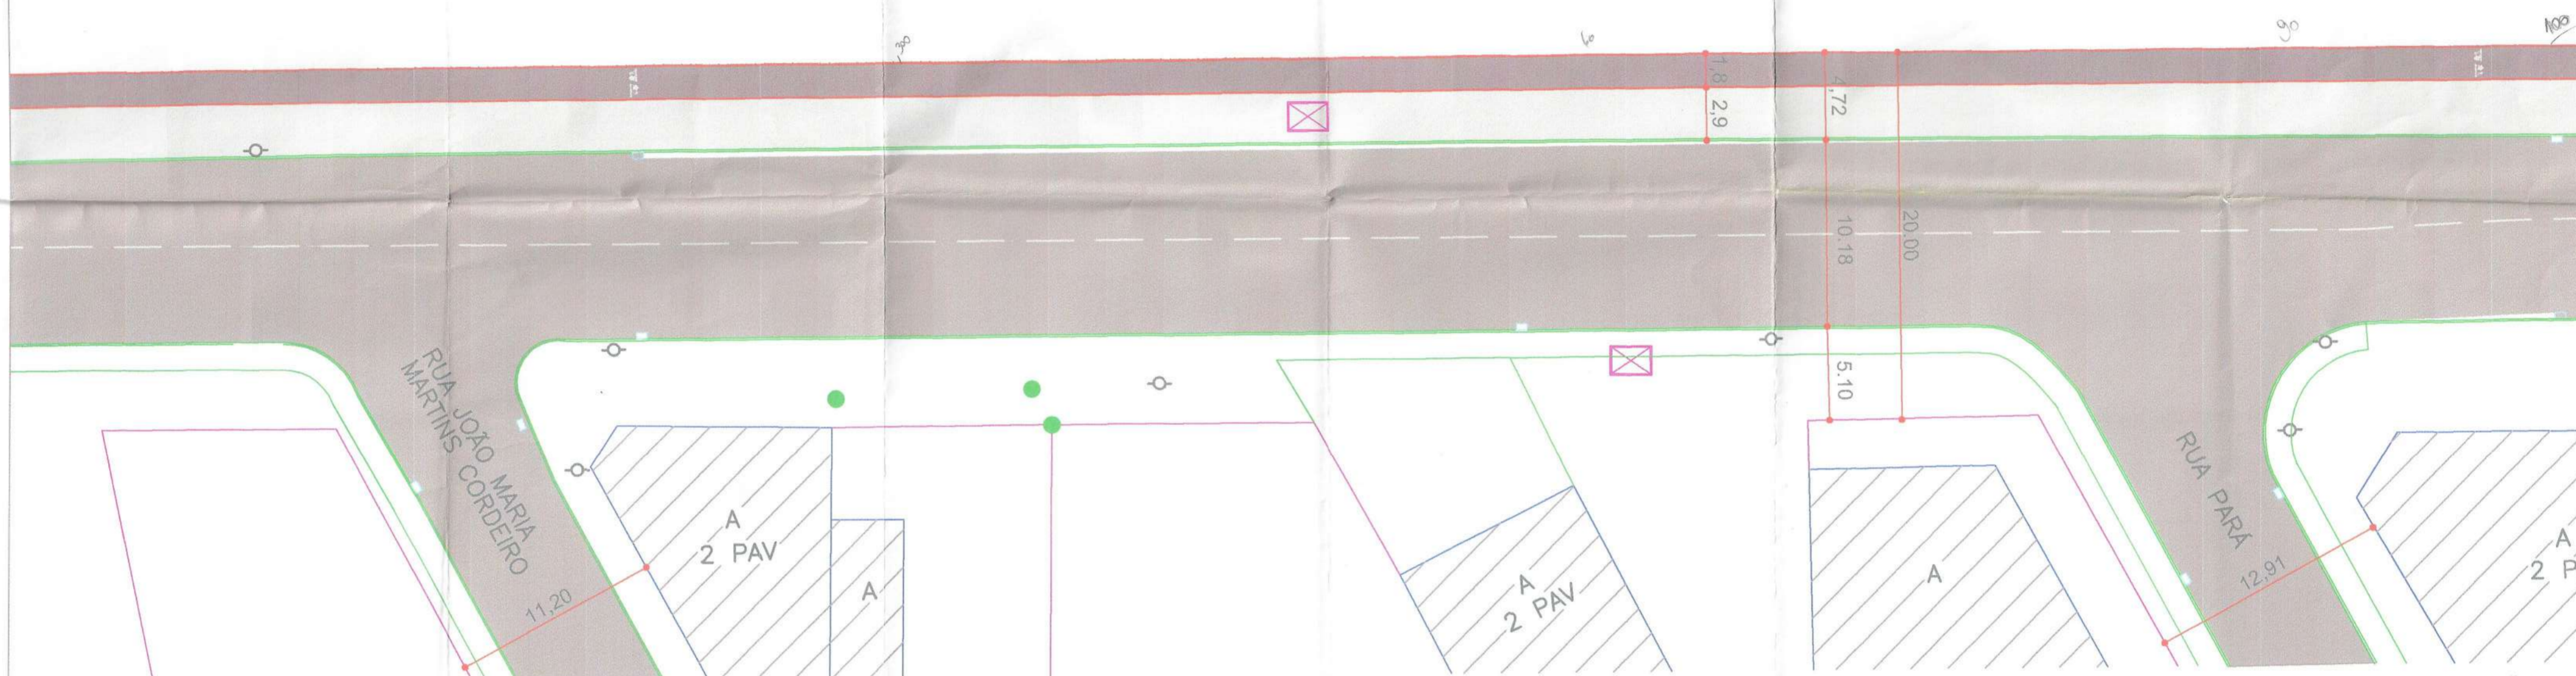 100
1,8
2,9
4,72
10.18
20.00
5.10
RUA JOÃO MARIA
MARTINS CORDEIRO
11,20
A
2 PAV
A
A
2 PAV
A
RUA PARÁ
12,91
A
2 P